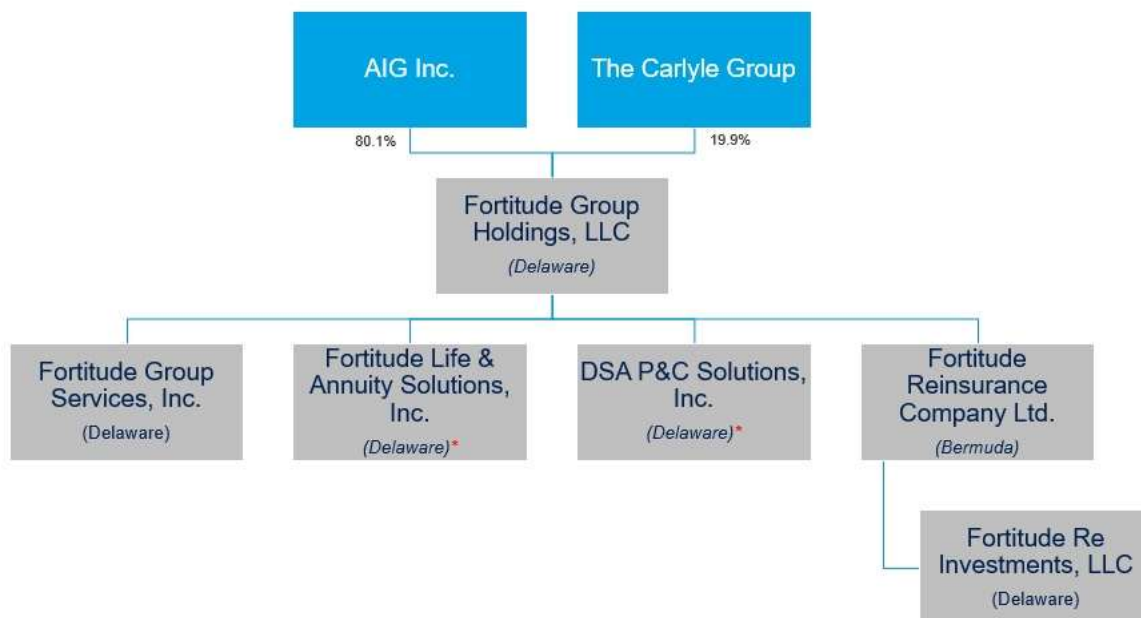 AIG Inc.
The Carlyle Group
80.1%
19.9%
Fortitude Group
Holdings, LLC
(Delaware)
Fortitude Group
Services, Inc.
(Delaware)
Fortitude Life &
Annuity Solutions,
Inc.
(Delaware)*
DSA P&C Solutions,
Inc.
(Delaware)*
Fortitude
Reinsurance
Company Ltd.
(Bermuda)
Fortitude Re
Investments, LLC
(Delaware)